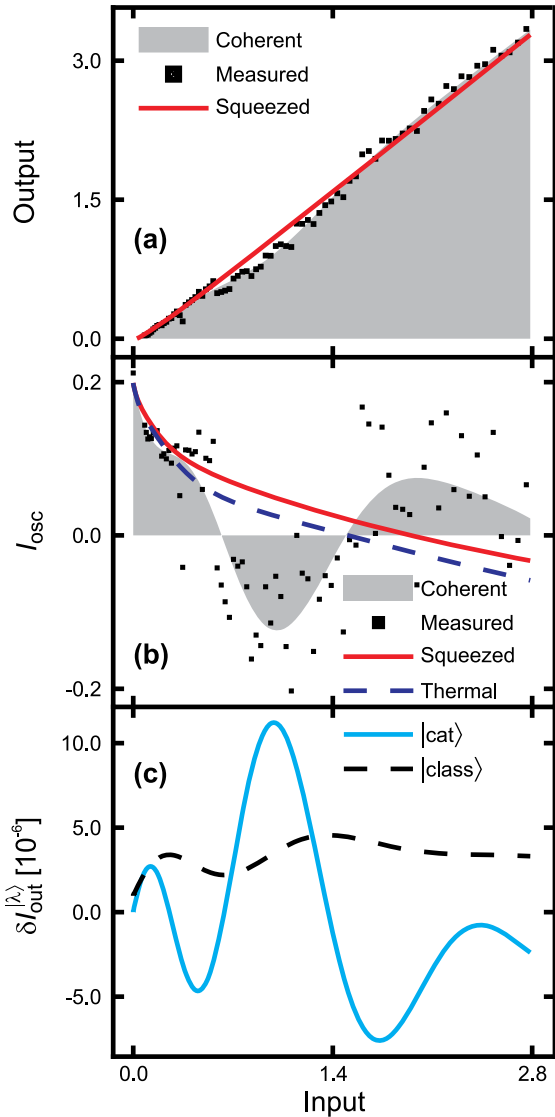 Coherent
Measured
Squeezed
3.0
1.5
0.0
Output
(a)
0.2
0.0
-0.2
I_osc
(b)
Coherent
Measured
Squeezed
Thermal
|cat⟩
|class⟩
(c)
10.0
5.0
0.0
-5.0
δI_out^|λ⟩ [10^-6]
0.0 1.4 2.8
Input